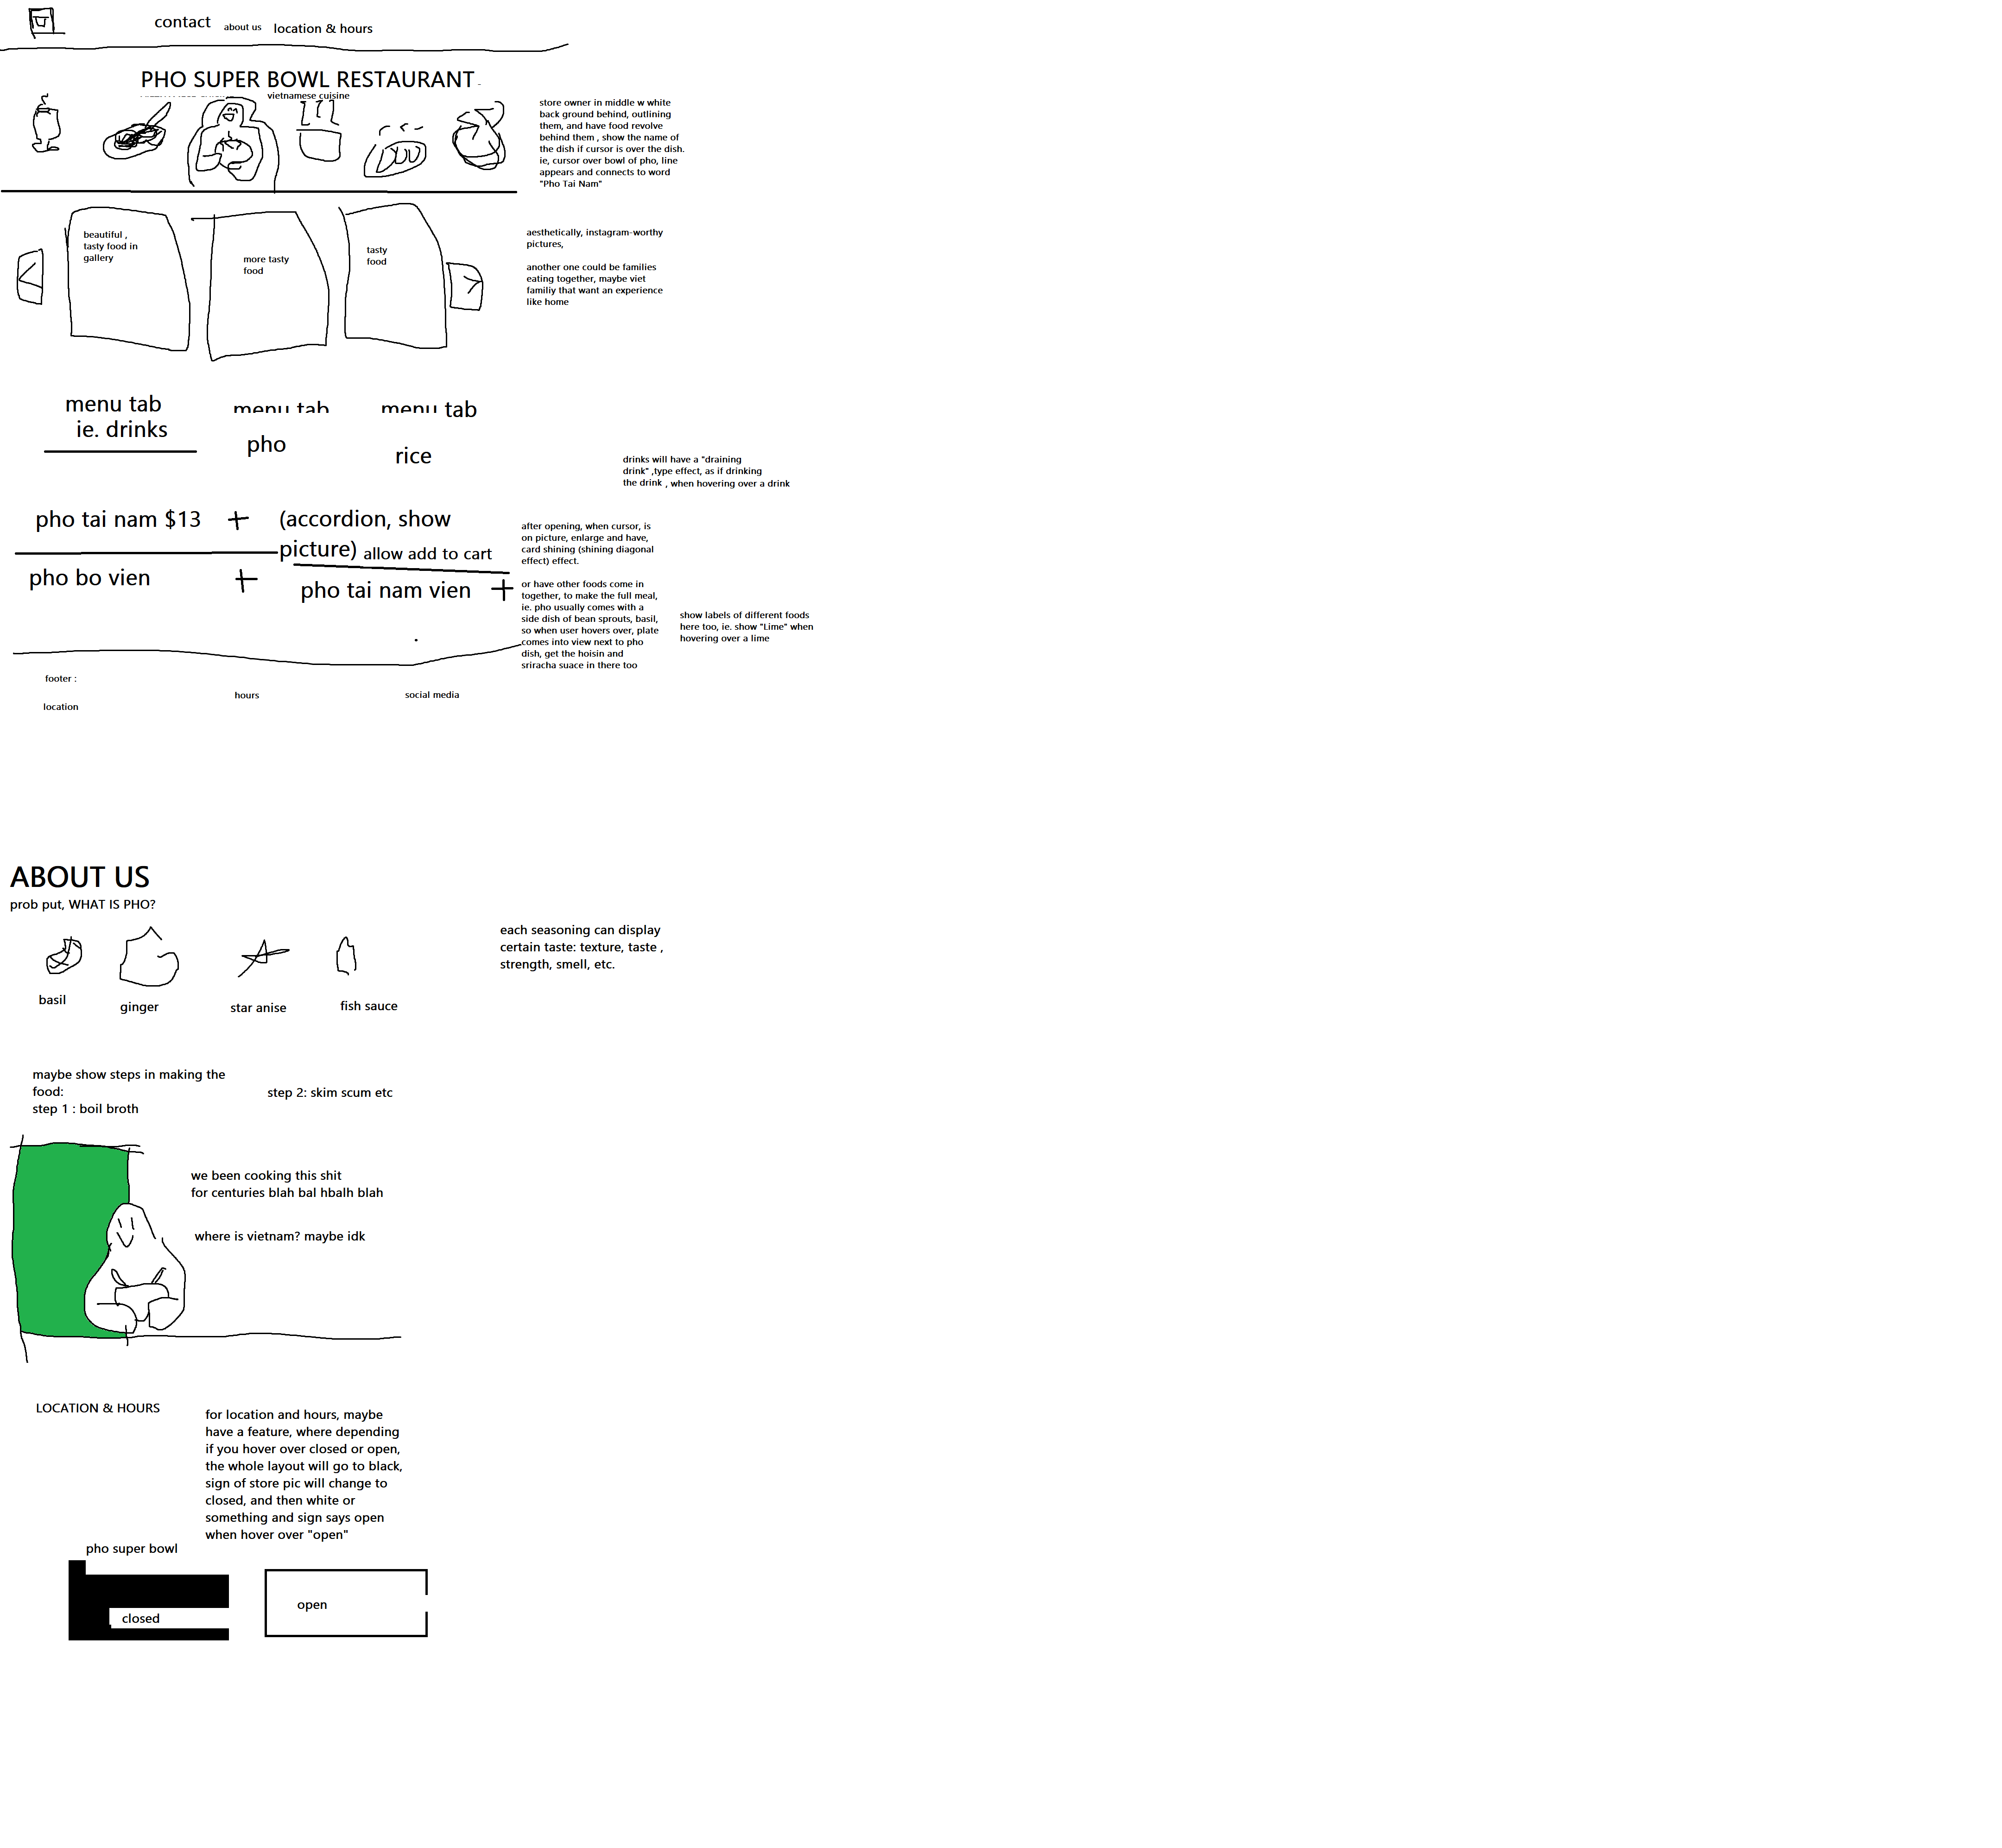 contact about us location & hours
PHO SUPER BOWL RESTAURANT
vietnamese cuisine
store owner in middle w white
back ground behind, outlining
them, and have food revolve
behind them , show the name of
the dish if cursor is over the dish.
ie, cursor over bowl of pho, line
appears and connects to word
"Pho Tai Nam"
beautiful ,
tasty food in
gallery
more tasty
food
tasty
food
aesthetically, instagram-worthy
pictures,
another one could be families
eating together, maybe viet
familiy that want an experience
like home
menu tab
ie. drinks
menu tab
pho
menu tab
rice
drinks will have a "draining
drink" ,type effect, as if drinking
the drink , when hovering over a drink
pho tai nam $13 +
(accordion, show
picture) allow add to cart
pho bo vien +
pho tai nam vien +
after opening, when cursor, is
on picture, enlarge and have,
card shining (shining diagonal
effect) effect.
or have other foods come in
together, to make the full meal,
ie. pho usually comes with a
side dish of bean sprouts, basil,
so when user hovers over, plate
comes into view next to pho
dish, get the hoisin and
sriracha suace in there too
show labels of different foods
here too, ie. show "Lime" when
hovering over a lime
footer :
location
hours
social media
ABOUT US
prob put, WHAT IS PHO?
basil
ginger
star anise
fish sauce
each seasoning can display
certain taste: texture, taste ,
strength, smell, etc.
maybe show steps in making the
food:
step 1 : boil broth
step 2: skim scum etc
we been cooking this shit
for centuries blah bal hbalh blah
where is vietnam? maybe idk
LOCATION & HOURS
for location and hours, maybe
have a feature, where depending
if you hover over closed or open,
the whole layout will go to black,
sign of store pic will change to
closed, and then white or
something and sign says open
when hover over "open"
pho super bowl
closed
open